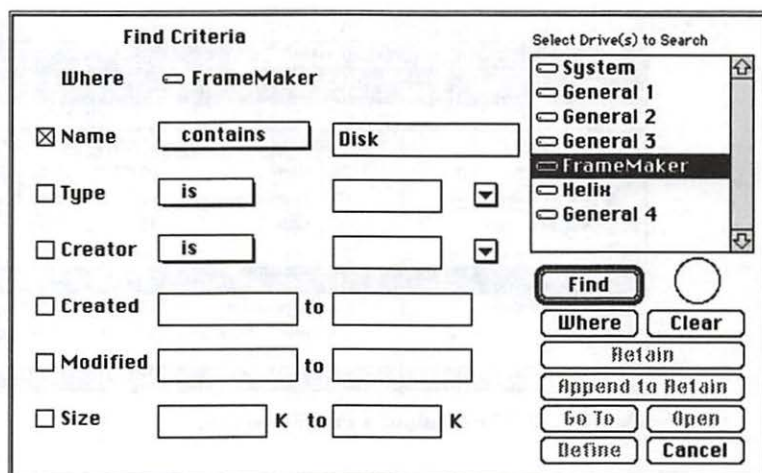 Find Criteria
Where FrameMaker
Name contains Disk
Type is
Creator is
Created to
Modified to
Size K to K
Select Drive(s) to Search
System
General 1
General 2
General 3
FrameMaker
Helix
General 4
Find
Where Clear
Retain
Append to Retain
Go To Open
Define Cancel